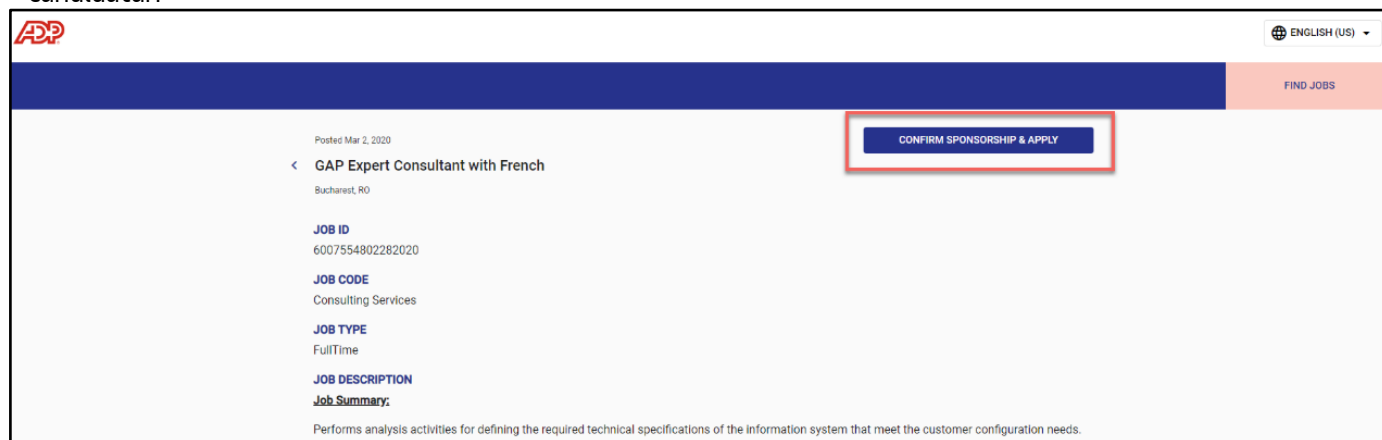 ADP
ENGLISH (US)
FIND JOBS
Posted Mar 2, 2020
CONFIRM SPONSORSHIP & APPLY
< GAP Expert Consultant with French
Bucharest, RO
JOB ID
6007554802282020
JOB CODE
Consulting Services
JOB TYPE
FullTime
JOB DESCRIPTION
Job Summary:
Performs analysis activities for defining the required technical specifications of the information system that meet the customer configuration needs.